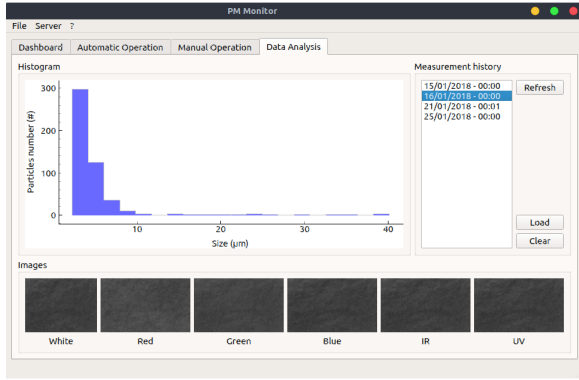 PM Monitor
File Server ?
Dashboard Automatic Operation Manual Operation Data Analysis
Histogram
Particles number (#)
300
200
100
0
10 20 30 40
Size (μm)
Measurement history
15/01/2018 - 00:00
16/01/2018 - 00:00
21/01/2018 - 00:01
25/01/2018 - 00:00
Refresh
Load
Clear
Images
White Red Green Blue IR UV